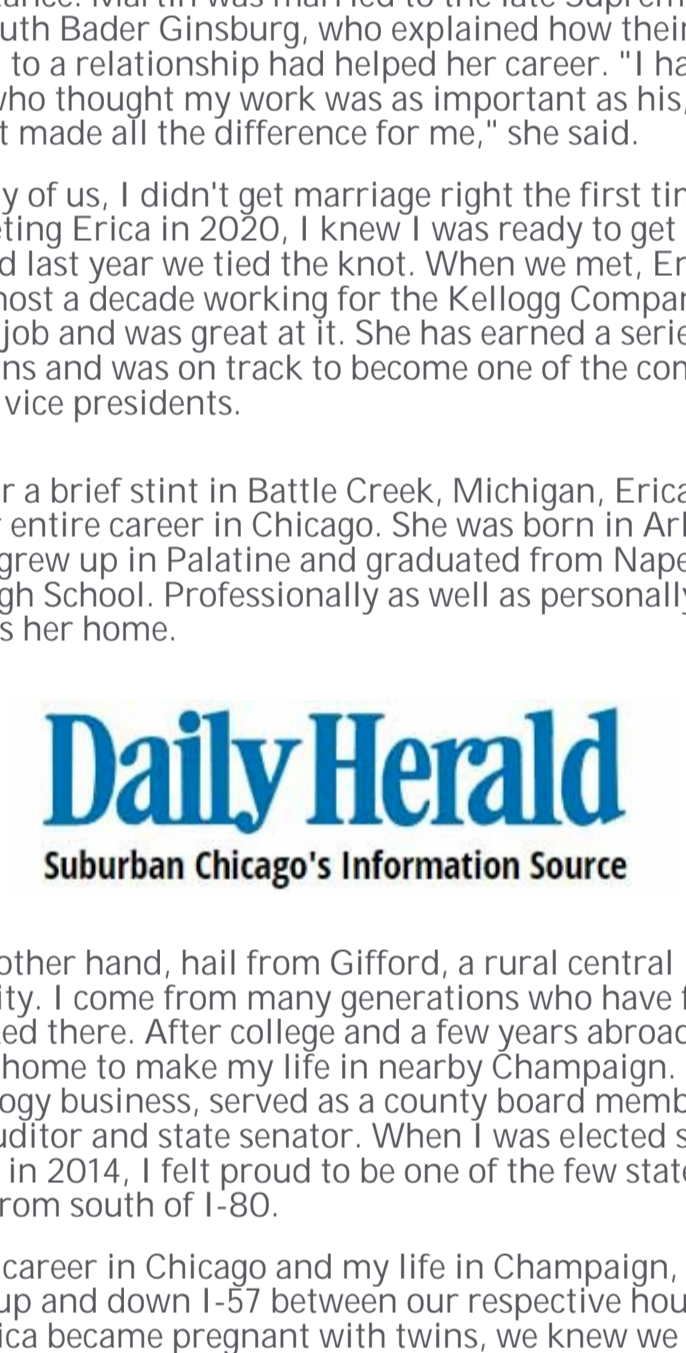 uth Bader Ginsburg, who explained how their
to a relationship had helped her career. "I ha
who thought my work was as important as his,
t made all the difference for me," she said.
y of us, I didn't get marriage right the first tim
ting Erica in 2020, I knew I was ready to get
d last year we tied the knot. When we met, Er
nost a decade working for the Kellogg Compar
job and was great at it. She has earned a serie
ns and was on track to become one of the con
vice presidents.
r a brief stint in Battle Creek, Michigan, Erica
entire career in Chicago. She was born in Arl
grew up in Palatine and graduated from Nape
gh School. Professionally as well as personally
s her home.
Daily Herald
Suburban Chicago's Information Source
other hand, hail from Gifford, a rural central
ity. I come from many generations who have f
ed there. After college and a few years abroad
home to make my life in nearby Champaign.
ogy business, served as a county board memb
uditor and state senator. When I was elected s
in 2014, I felt proud to be one of the few state
rom south of I-80.
career in Chicago and my life in Champaign,
up and down I-57 between our respective hou
ica became pregnant with twins, we knew we